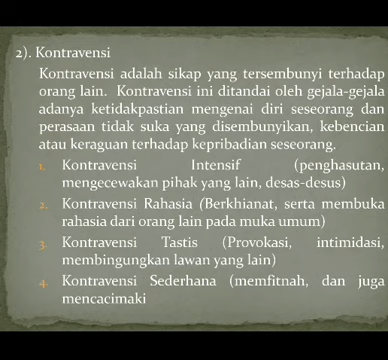 2). Kontravensi
Kontravensi adalah sikap yang tersembunyi terhadap
orang lain. Kontravensi ini ditandai oleh gejala-gejala
adanya ketidakpastian mengenai diri seseorang dan
perasaan tidak suka yang disembunyikan, kebencian
atau keraguan terhadap kepribadian seseorang.
1. Kontravensi Intensif (penghasutan,
mengecewakan pihak yang lain, desas-desus)
2. Kontravensi Rahasia (Berkhianat, serta membuka
rahasia dari orang lain pada muka umum)
3. Kontravensi Tastis (Provokasi, intimidasi,
membingungkan lawan yang lain)
4. Kontravensi Sederhana (memfitnah, dan juga
mencacimaki